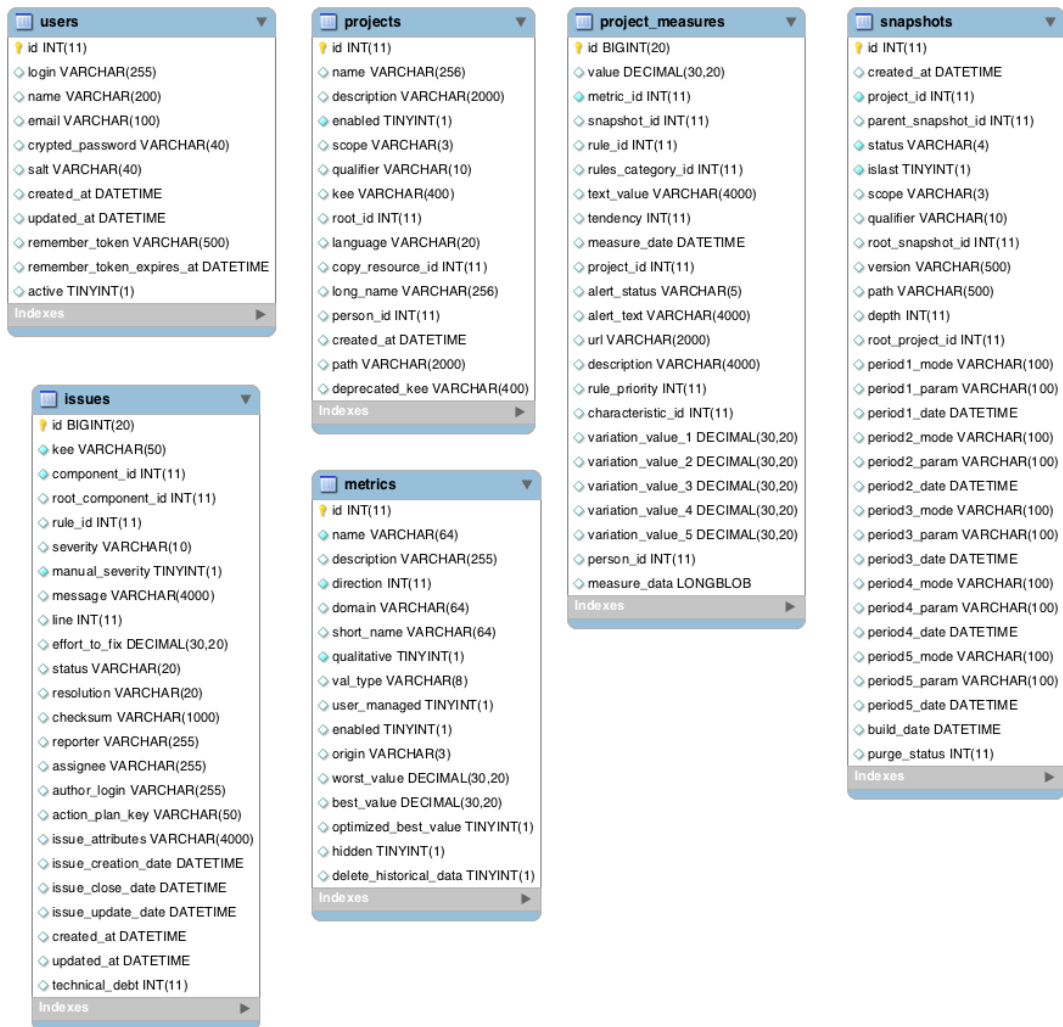 users
id INT(11)
login VARCHAR(255)
name VARCHAR(200)
email VARCHAR(100)
crypted_password VARCHAR(40)
salt VARCHAR(40)
created_at DATETIME
updated_at DATETIME
remember_token VARCHAR(500)
remember_token_expires_at DATETIME
active TINYINT(1)
Indexes
projects
id INT(11)
name VARCHAR(256)
description VARCHAR(2000)
enabled TINYINT(1)
scope VARCHAR(3)
qualifier VARCHAR(10)
kee VARCHAR(400)
root_id INT(11)
language VARCHAR(20)
copy_resource_id INT(11)
long_name VARCHAR(256)
person_id INT(11)
created_at DATETIME
path VARCHAR(2000)
deprecated_kee VARCHAR(400)
Indexes
project_measures
id BIGINT(20)
value DECIMAL(30,20)
metric_id INT(11)
snapshot_id INT(11)
rule_id INT(11)
rules_category_id INT(11)
text_value VARCHAR(4000)
tendency INT(11)
measure_date DATETIME
project_id INT(11)
alert_status VARCHAR(5)
alert_text VARCHAR(4000)
url VARCHAR(2000)
description VARCHAR(4000)
rule_priority INT(11)
characteristic_id INT(11)
variation_value_1 DECIMAL(30,20)
variation_value_2 DECIMAL(30,20)
variation_value_3 DECIMAL(30,20)
variation_value_4 DECIMAL(30,20)
variation_value_5 DECIMAL(30,20)
person_id INT(11)
measure_data LONGBLOB
Indexes
snapshots
id INT(11)
created_at DATETIME
project_id INT(11)
parent_snapshot_id INT(11)
status VARCHAR(4)
islast TINYINT(1)
scope VARCHAR(3)
qualifier VARCHAR(10)
root_snapshot_id INT(11)
version VARCHAR(500)
path VARCHAR(500)
depth INT(11)
root_project_id INT(11)
period1_mode VARCHAR(100)
period1_param VARCHAR(100)
period1_date DATETIME
period2_mode VARCHAR(100)
period2_param VARCHAR(100)
period2_date DATETIME
period3_mode VARCHAR(100)
period3_param VARCHAR(100)
period3_date DATETIME
period4_mode VARCHAR(100)
period4_param VARCHAR(100)
period4_date DATETIME
period5_mode VARCHAR(100)
period5_param VARCHAR(100)
period5_date DATETIME
build_date DATETIME
purge_status INT(11)
Indexes
issues
id BIGINT(20)
kee VARCHAR(50)
component_id INT(11)
root_component_id INT(11)
rule_id INT(11)
severity VARCHAR(10)
manual_severity TINYINT(1)
message VARCHAR(4000)
line INT(11)
effort_to_fix DECIMAL(30,20)
status VARCHAR(20)
resolution VARCHAR(20)
checksum VARCHAR(1000)
reporter VARCHAR(255)
assignee VARCHAR(255)
author_login VARCHAR(255)
action_plan_key VARCHAR(50)
issue_attributes VARCHAR(4000)
issue_creation_date DATETIME
issue_close_date DATETIME
issue_update_date DATETIME
created_at DATETIME
updated_at DATETIME
technical_debt INT(11)
Indexes
metrics
id INT(11)
name VARCHAR(64)
description VARCHAR(255)
direction INT(11)
domain VARCHAR(64)
short_name VARCHAR(64)
qualitative TINYINT(1)
val_type VARCHAR(8)
user_managed TINYINT(1)
enabled TINYINT(1)
origin VARCHAR(3)
worst_value DECIMAL(30,20)
best_value DECIMAL(30,20)
optimized_best_value TINYINT(1)
hidden TINYINT(1)
delete_historical_data TINYINT(1)
Indexes